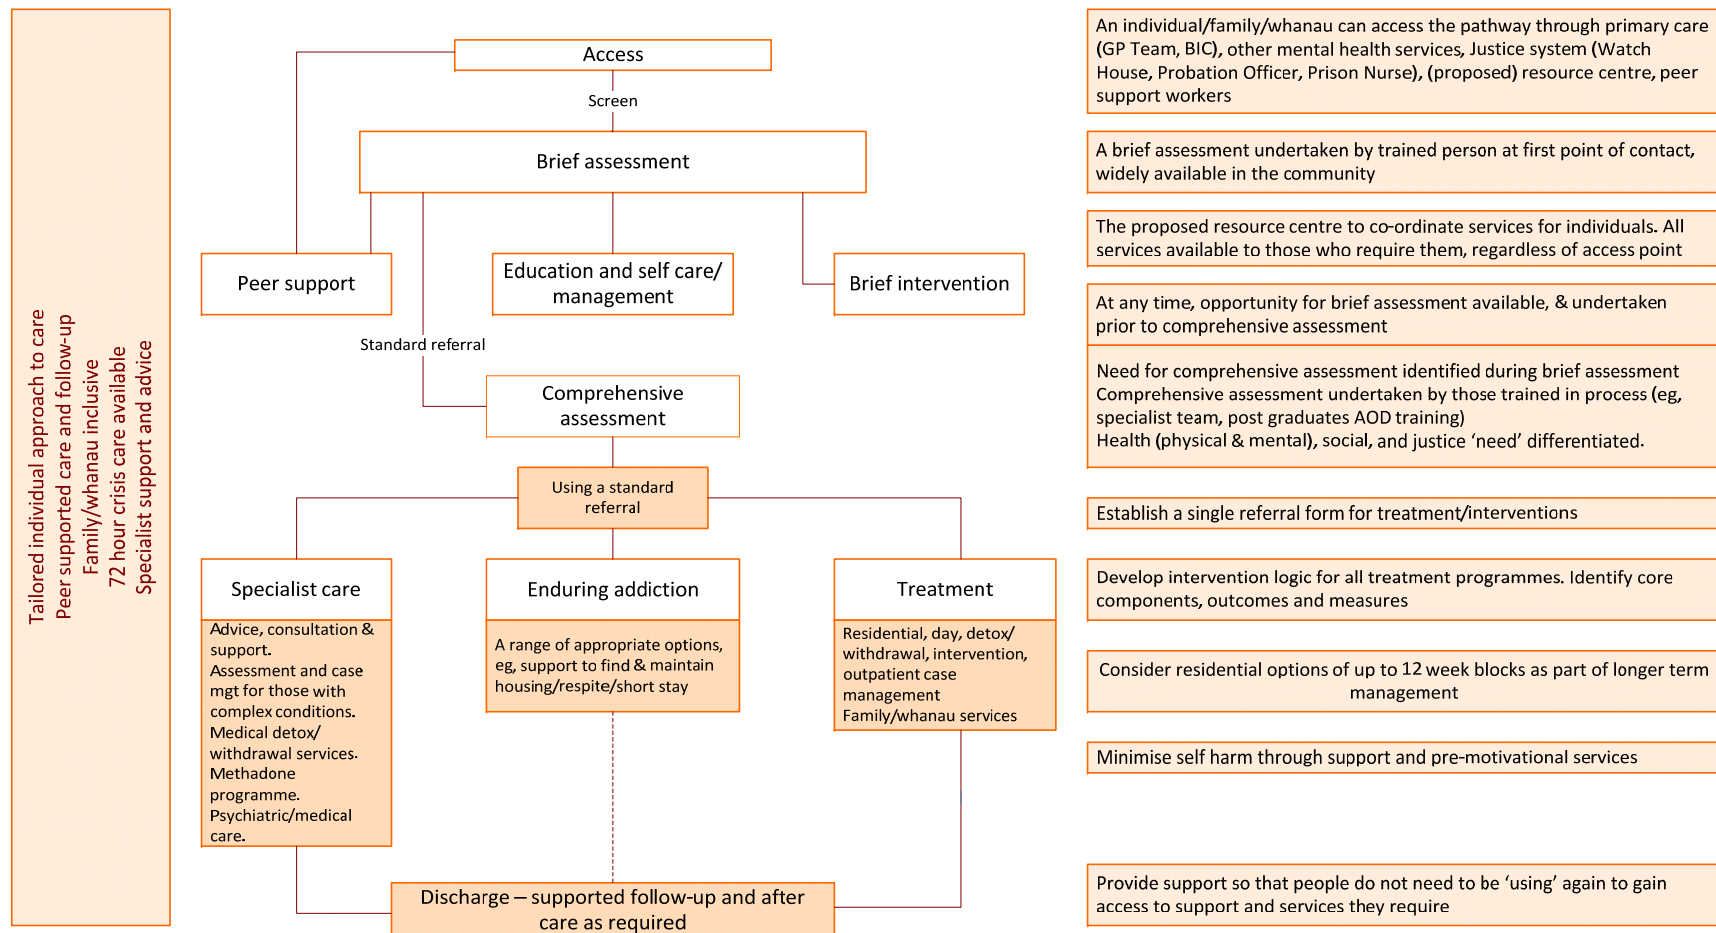 Tailored individual approach to care
Peer supported care and follow-up
Family/whanau inclusive
72 hour crisis care available
Specialist support and advice
Access
Screen
Brief assessment
Peer support
Education and self care/
management
Brief intervention
Standard referral
Comprehensive
assessment
Using a standard
referral
Specialist care
Advice, consultation &
support.
Assessment and case
mgt for those with
complex conditions.
Medical detox/
withdrawal services.
Methadone
programme.
Psychiatric/medical
care.
Enduring addiction
A range of appropriate options,
eg, support to find & maintain
housing/respite/short stay
Treatment
Residential, day, detox/
withdrawal, intervention,
outpatient case
management
Family/whanau services
Discharge – supported follow-up and after
care as required
An individual/family/whanau can access the pathway through primary care
(GP Team, BIC), other mental health services, Justice system (Watch
House, Probation Officer, Prison Nurse), (proposed) resource centre, peer
support workers
A brief assessment undertaken by trained person at first point of contact,
widely available in the community
The proposed resource centre to co-ordinate services for individuals. All
services available to those who require them, regardless of access point
At any time, opportunity for brief assessment available, & undertaken
prior to comprehensive assessment
Need for comprehensive assessment identified during brief assessment
Comprehensive assessment undertaken by those trained in process (eg,
specialist team, post graduates AOD training)
Health (physical & mental), social, and justice ‘need’ differentiated.
Establish a single referral form for treatment/interventions
Develop intervention logic for all treatment programmes. Identify core
components, outcomes and measures
Consider residential options of up to 12 week blocks as part of longer term
management
Minimise self harm through support and pre-motivational services
Provide support so that people do not need to be ‘using’ again to gain
access to support and services they require